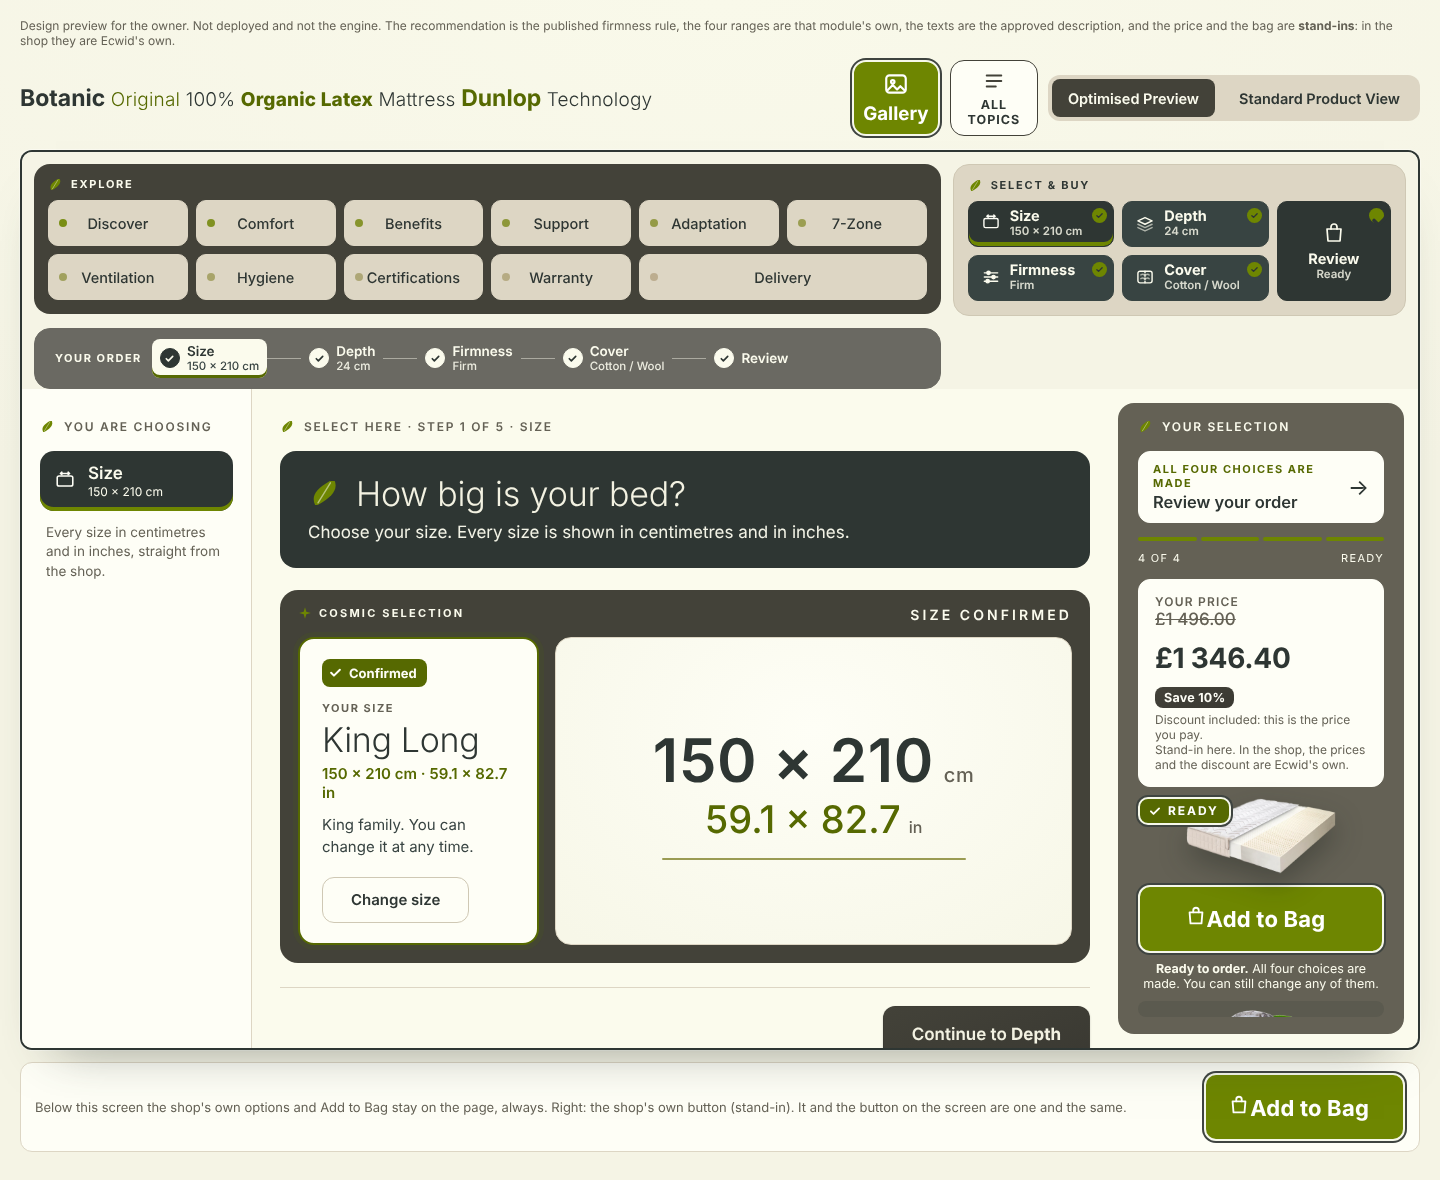 Design preview for the owner. Not deployed and not the engine. The recommendation is the published firmness rule, the four ranges are that module's own, the texts are the approved description, and the price and the bag are stand-ins: in the
shop they are Ecwid's own.
Botanic Original 100% Organic Latex Mattress Dunlop Technology
Gallery
ALL
TOPICS
Optimised Preview
Standard Product View
EXPLORE
Discover
Comfort
Benefits
Support
Adaptation
7-Zone
Ventilation
Hygiene
Certifications
Warranty
Delivery
SELECT & BUY
Size
150 × 210 cm
Depth
24 cm
Firmness
Firm
Cover
Cotton / Wool
Review
Ready
YOUR ORDER
Size
150 × 210 cm
Depth
24 cm
Firmness
Firm
Cover
Cotton / Wool
Review
YOU ARE CHOOSING
Size
150 × 210 cm
Every size in centimetres
and in inches, straight from
the shop.
SELECT HERE · STEP 1 OF 5 · SIZE
How big is your bed?
Choose your size. Every size is shown in centimetres and in inches.
COSMIC SELECTION
SIZE CONFIRMED
Confirmed
YOUR SIZE
King Long
150 × 210 cm · 59.1 × 82.7
in
King family. You can
change it at any time.
Change size
150 × 210 cm
59.1 × 82.7 in
Continue to Depth
YOUR SELECTION
ALL FOUR CHOICES ARE
MADE
Review your order
4 OF 4
READY
YOUR PRICE
£1 496.00
£1 346.40
Save 10%
Discount included: this is the price
you pay.
Stand-in here. In the shop, the prices
and the discount are Ecwid's own.
READY
Add to Bag
Ready to order. All four choices are
made. You can still change any of them.
Below this screen the shop's own options and Add to Bag stay on the page, always. Right: the shop's own button (stand-in). It and the button on the screen are one and the same.
Add to Bag